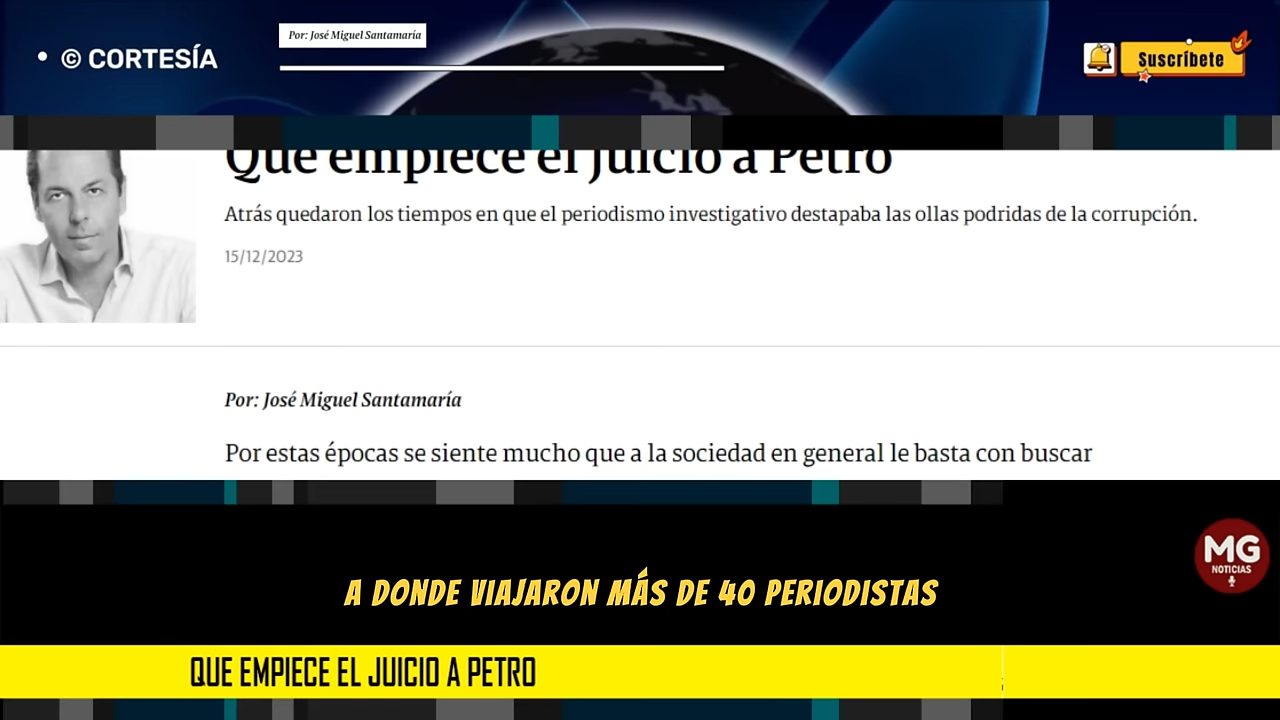 Por: José Miguel Santamaría
• © CORTESÍA
Suscríbete
Que empiece el juicio a Petro
Atrás quedaron los tiempos en que el periodismo investigativo destapaba las ollas podridas de la corrupción.
15/12/2023
Por: José Miguel Santamaría
Por estas épocas se siente mucho que a la sociedad en general le basta con buscar
MG
NOTICIAS
A DONDE VIAJARON MÁS DE 40 PERIODISTAS
QUE EMPIECE EL JUICIO A PETRO